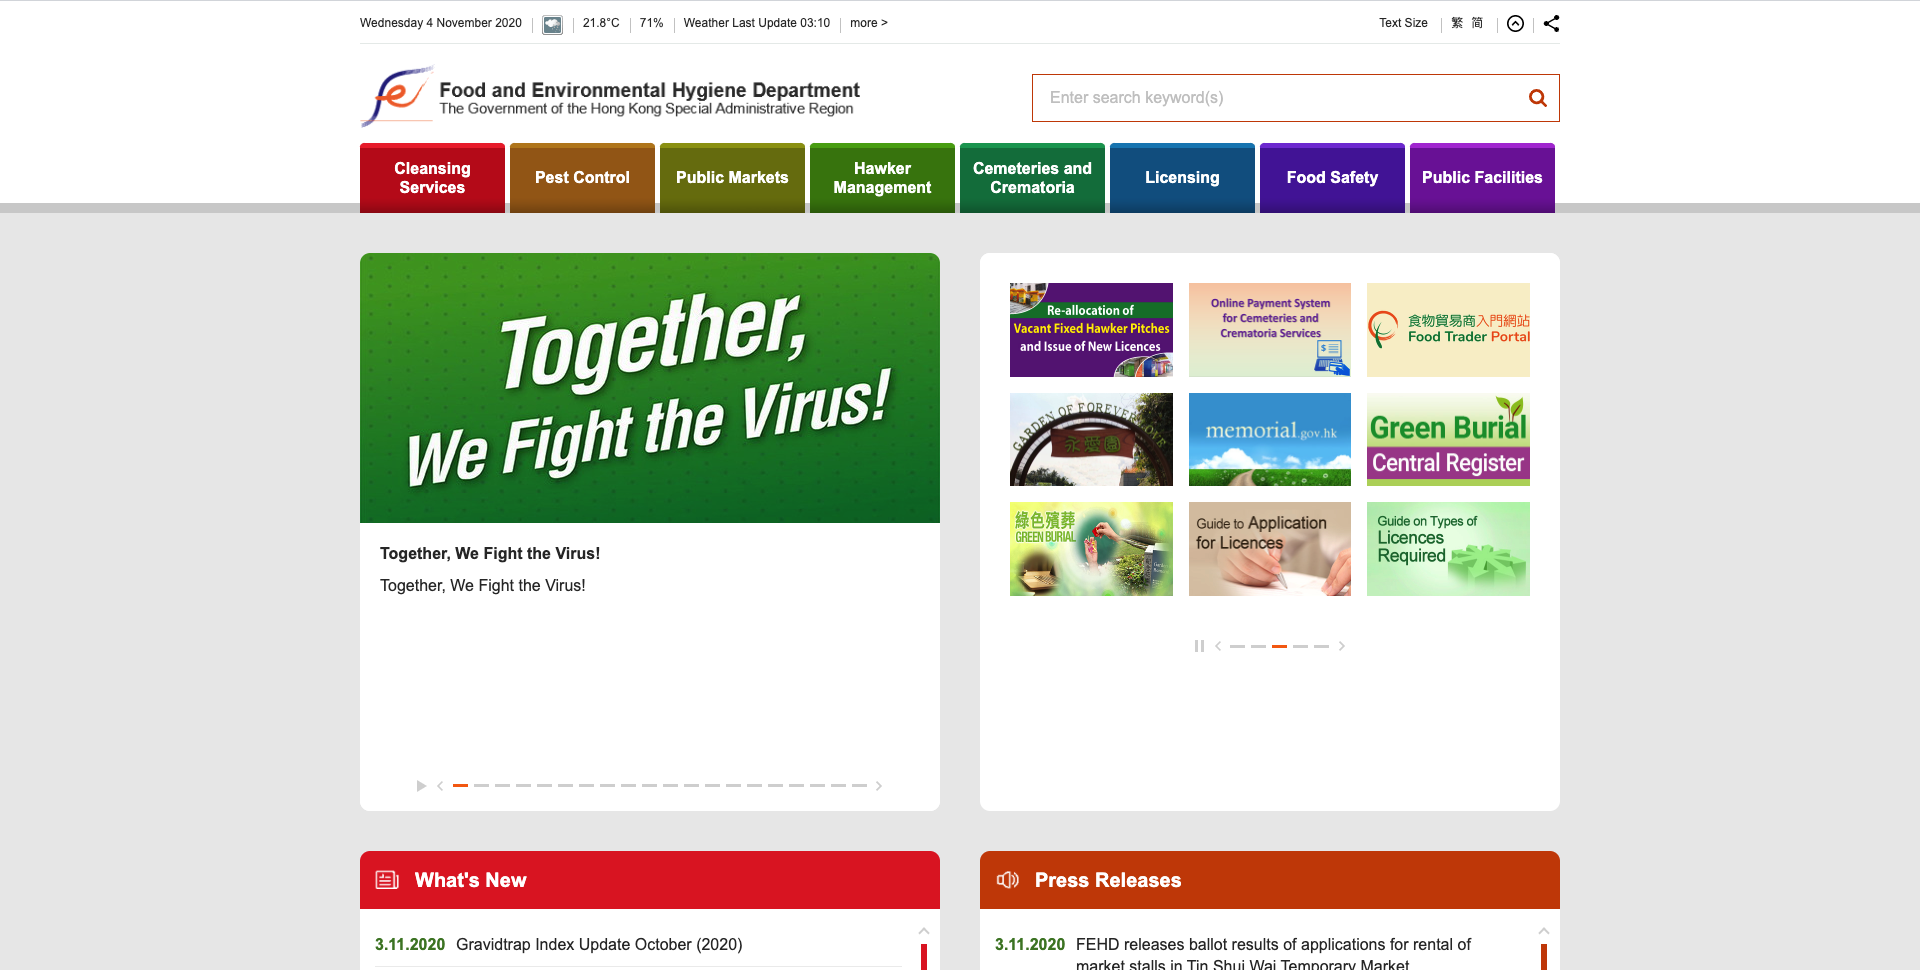 Wednesday 4 November 2020
21.8°C
71%
Weather Last Update 03:10
more >
Text Size
繁
简
Food and Environmental Hygiene Department
The Government of the Hong Kong Special Administrative Region
Enter search keyword(s)
Cleansing
Services
Pest Control
Public Markets
Hawker
Management
Cemeteries and
Crematoria
Licensing
Food Safety
Public Facilities
Together,
We Fight the Virus!
Together, We Fight the Virus!
Together, We Fight the Virus!
Re-allocation of
Vacant Fixed Hawker Pitches
and Issue of New Licences
Online Payment System
for Cemeteries and
Crematoria Services
食物貿易商入門網站
Food Trader Portal
GARDEN OF FOREVER LOVE
永愛園
memorial.gov.hk
Green Burial
Central Register
綠色殯葬
GREEN BURIAL
Guide to Application
for Licences
Guide on Types of
Licences
Required
What's New
3.11.2020 Gravidtrap Index Update October (2020)
Press Releases
3.11.2020 FEHD releases ballot results of applications for rental of
market stalls in Tin Shui Wai Temporary Market